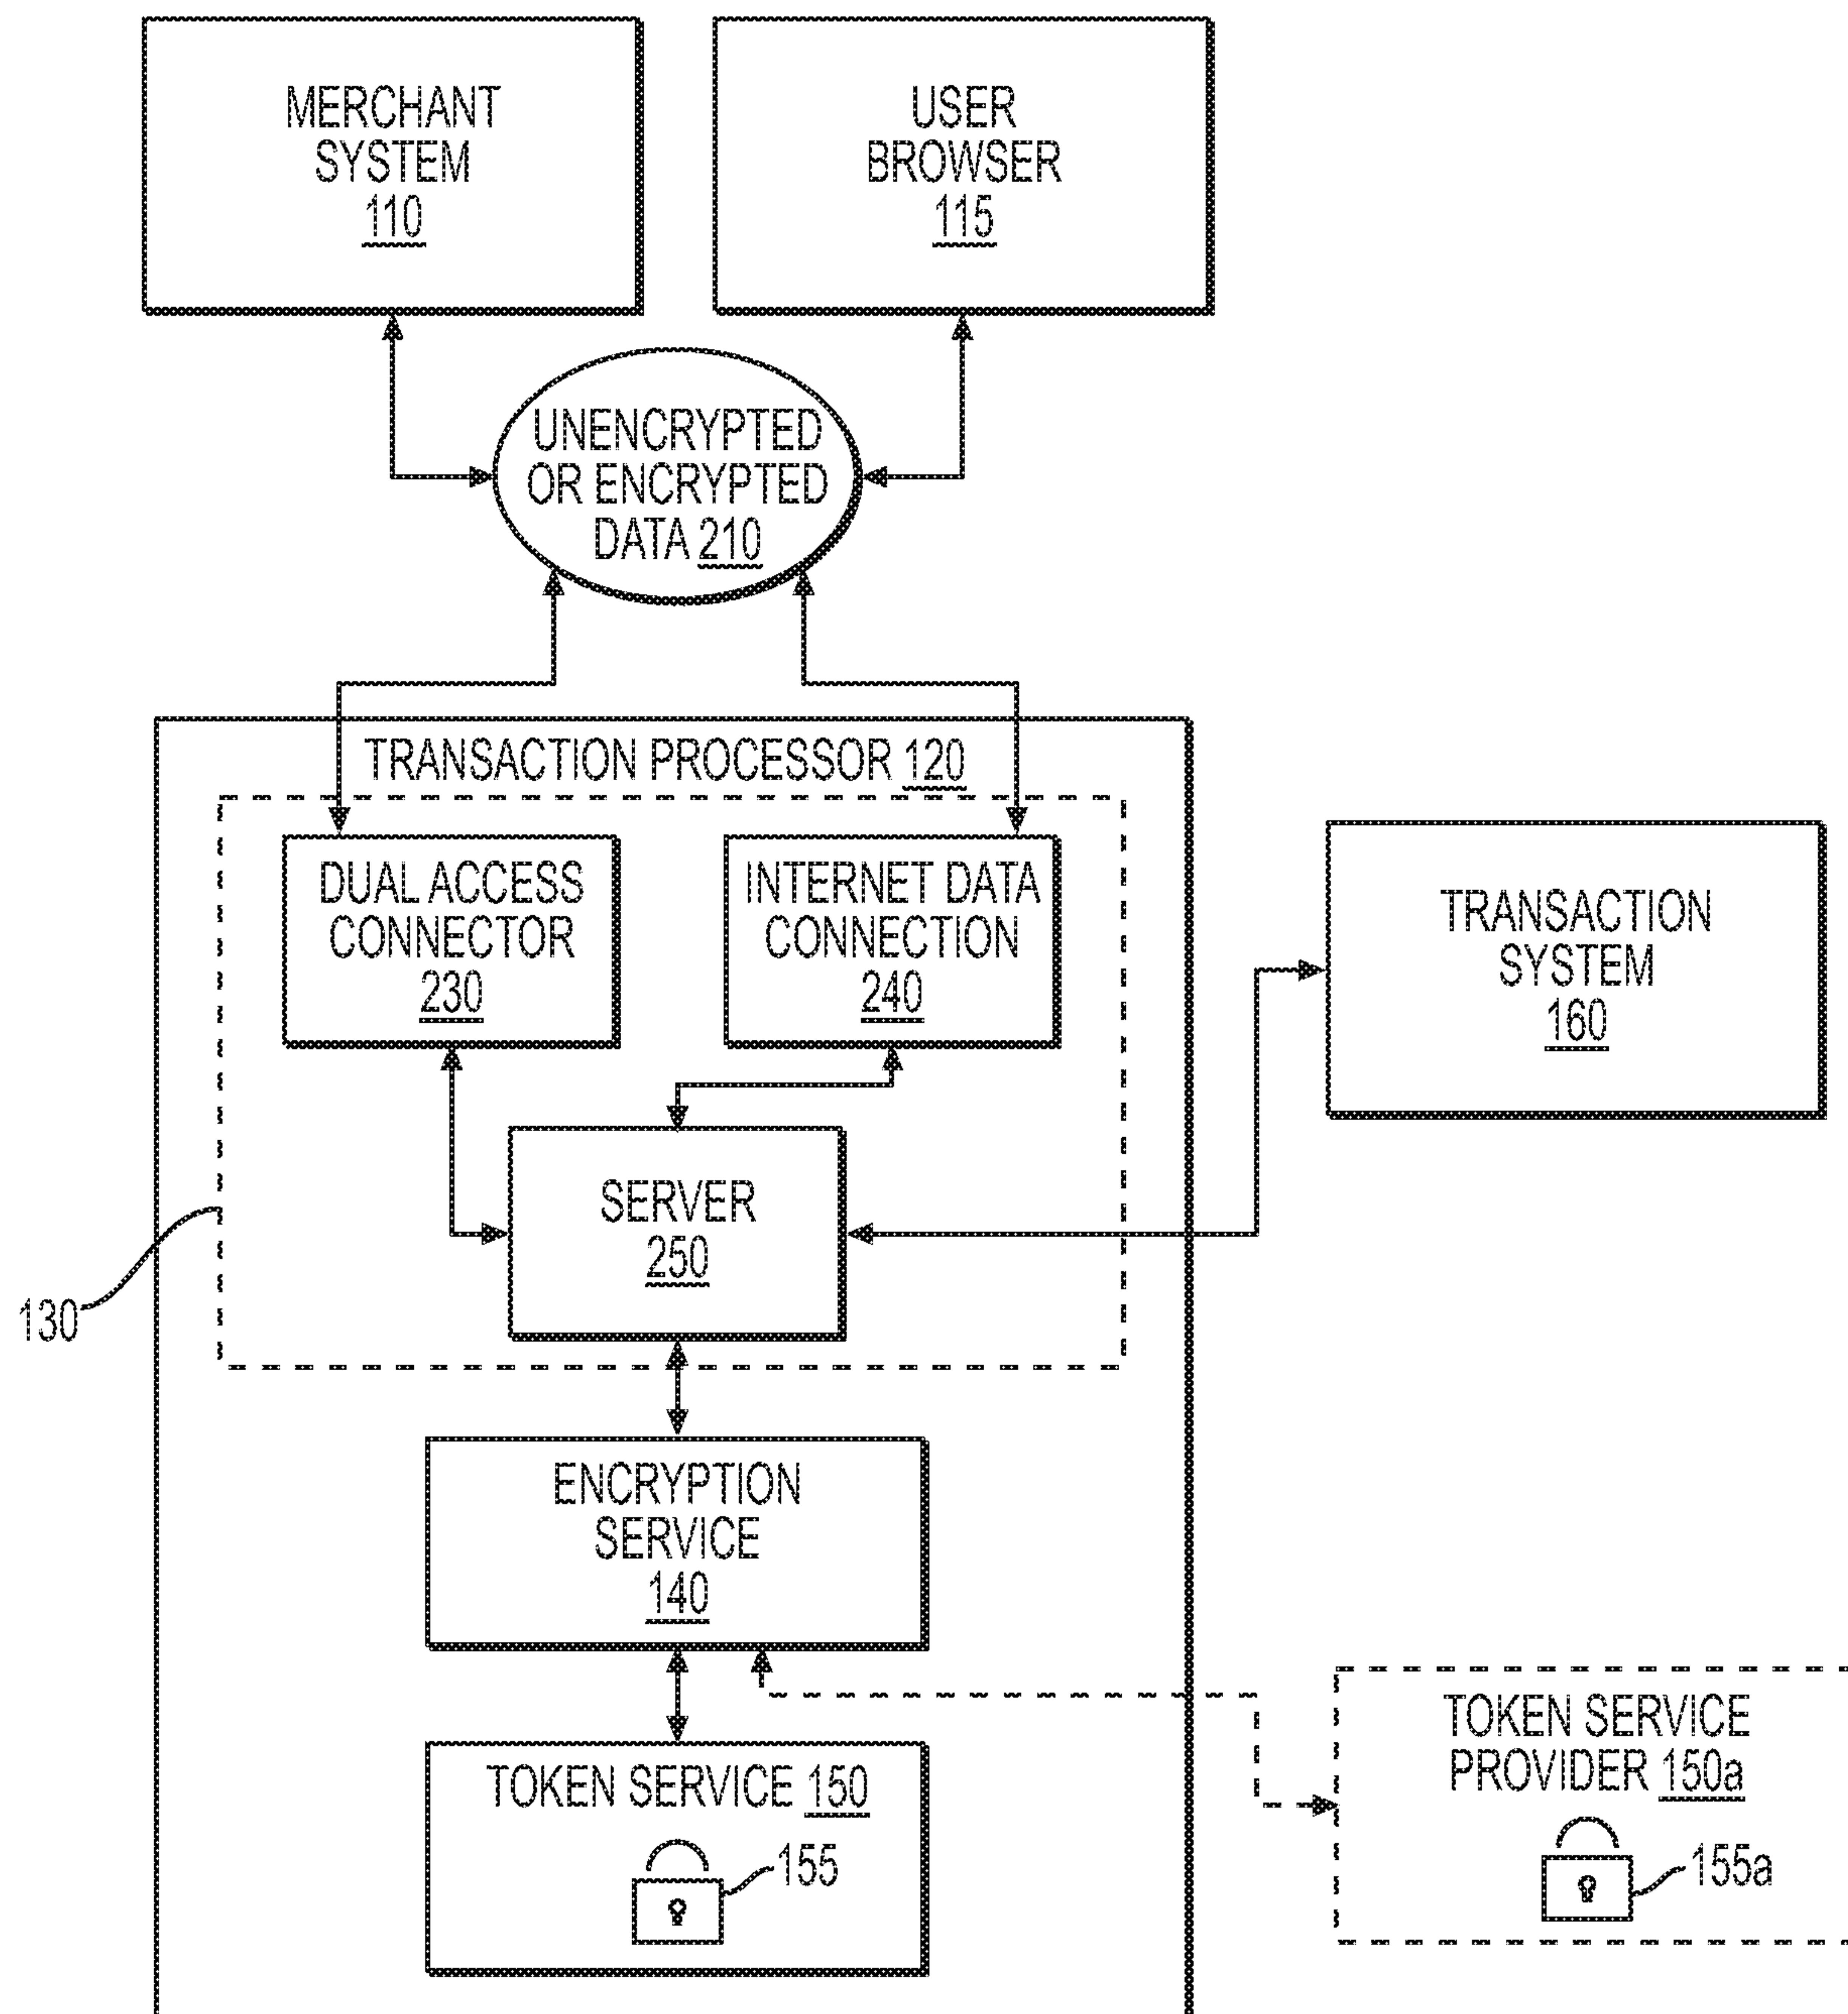 MERCHANT
SYSTEM
110
USER
BROWSER
115
UNENCRYPTED
OR ENCRYPTED
DATA 210
TRANSACTION PROCESSOR 120
DUAL ACCESS
CONNECTOR
230
INTERNET DATA
CONNECTION
240
TRANSACTION
SYSTEM
160
SERVER
250
130
ENCRYPTION
SERVICE
140
TOKEN SERVICE 150
155
TOKEN SERVICE
PROVIDER 150a
155a